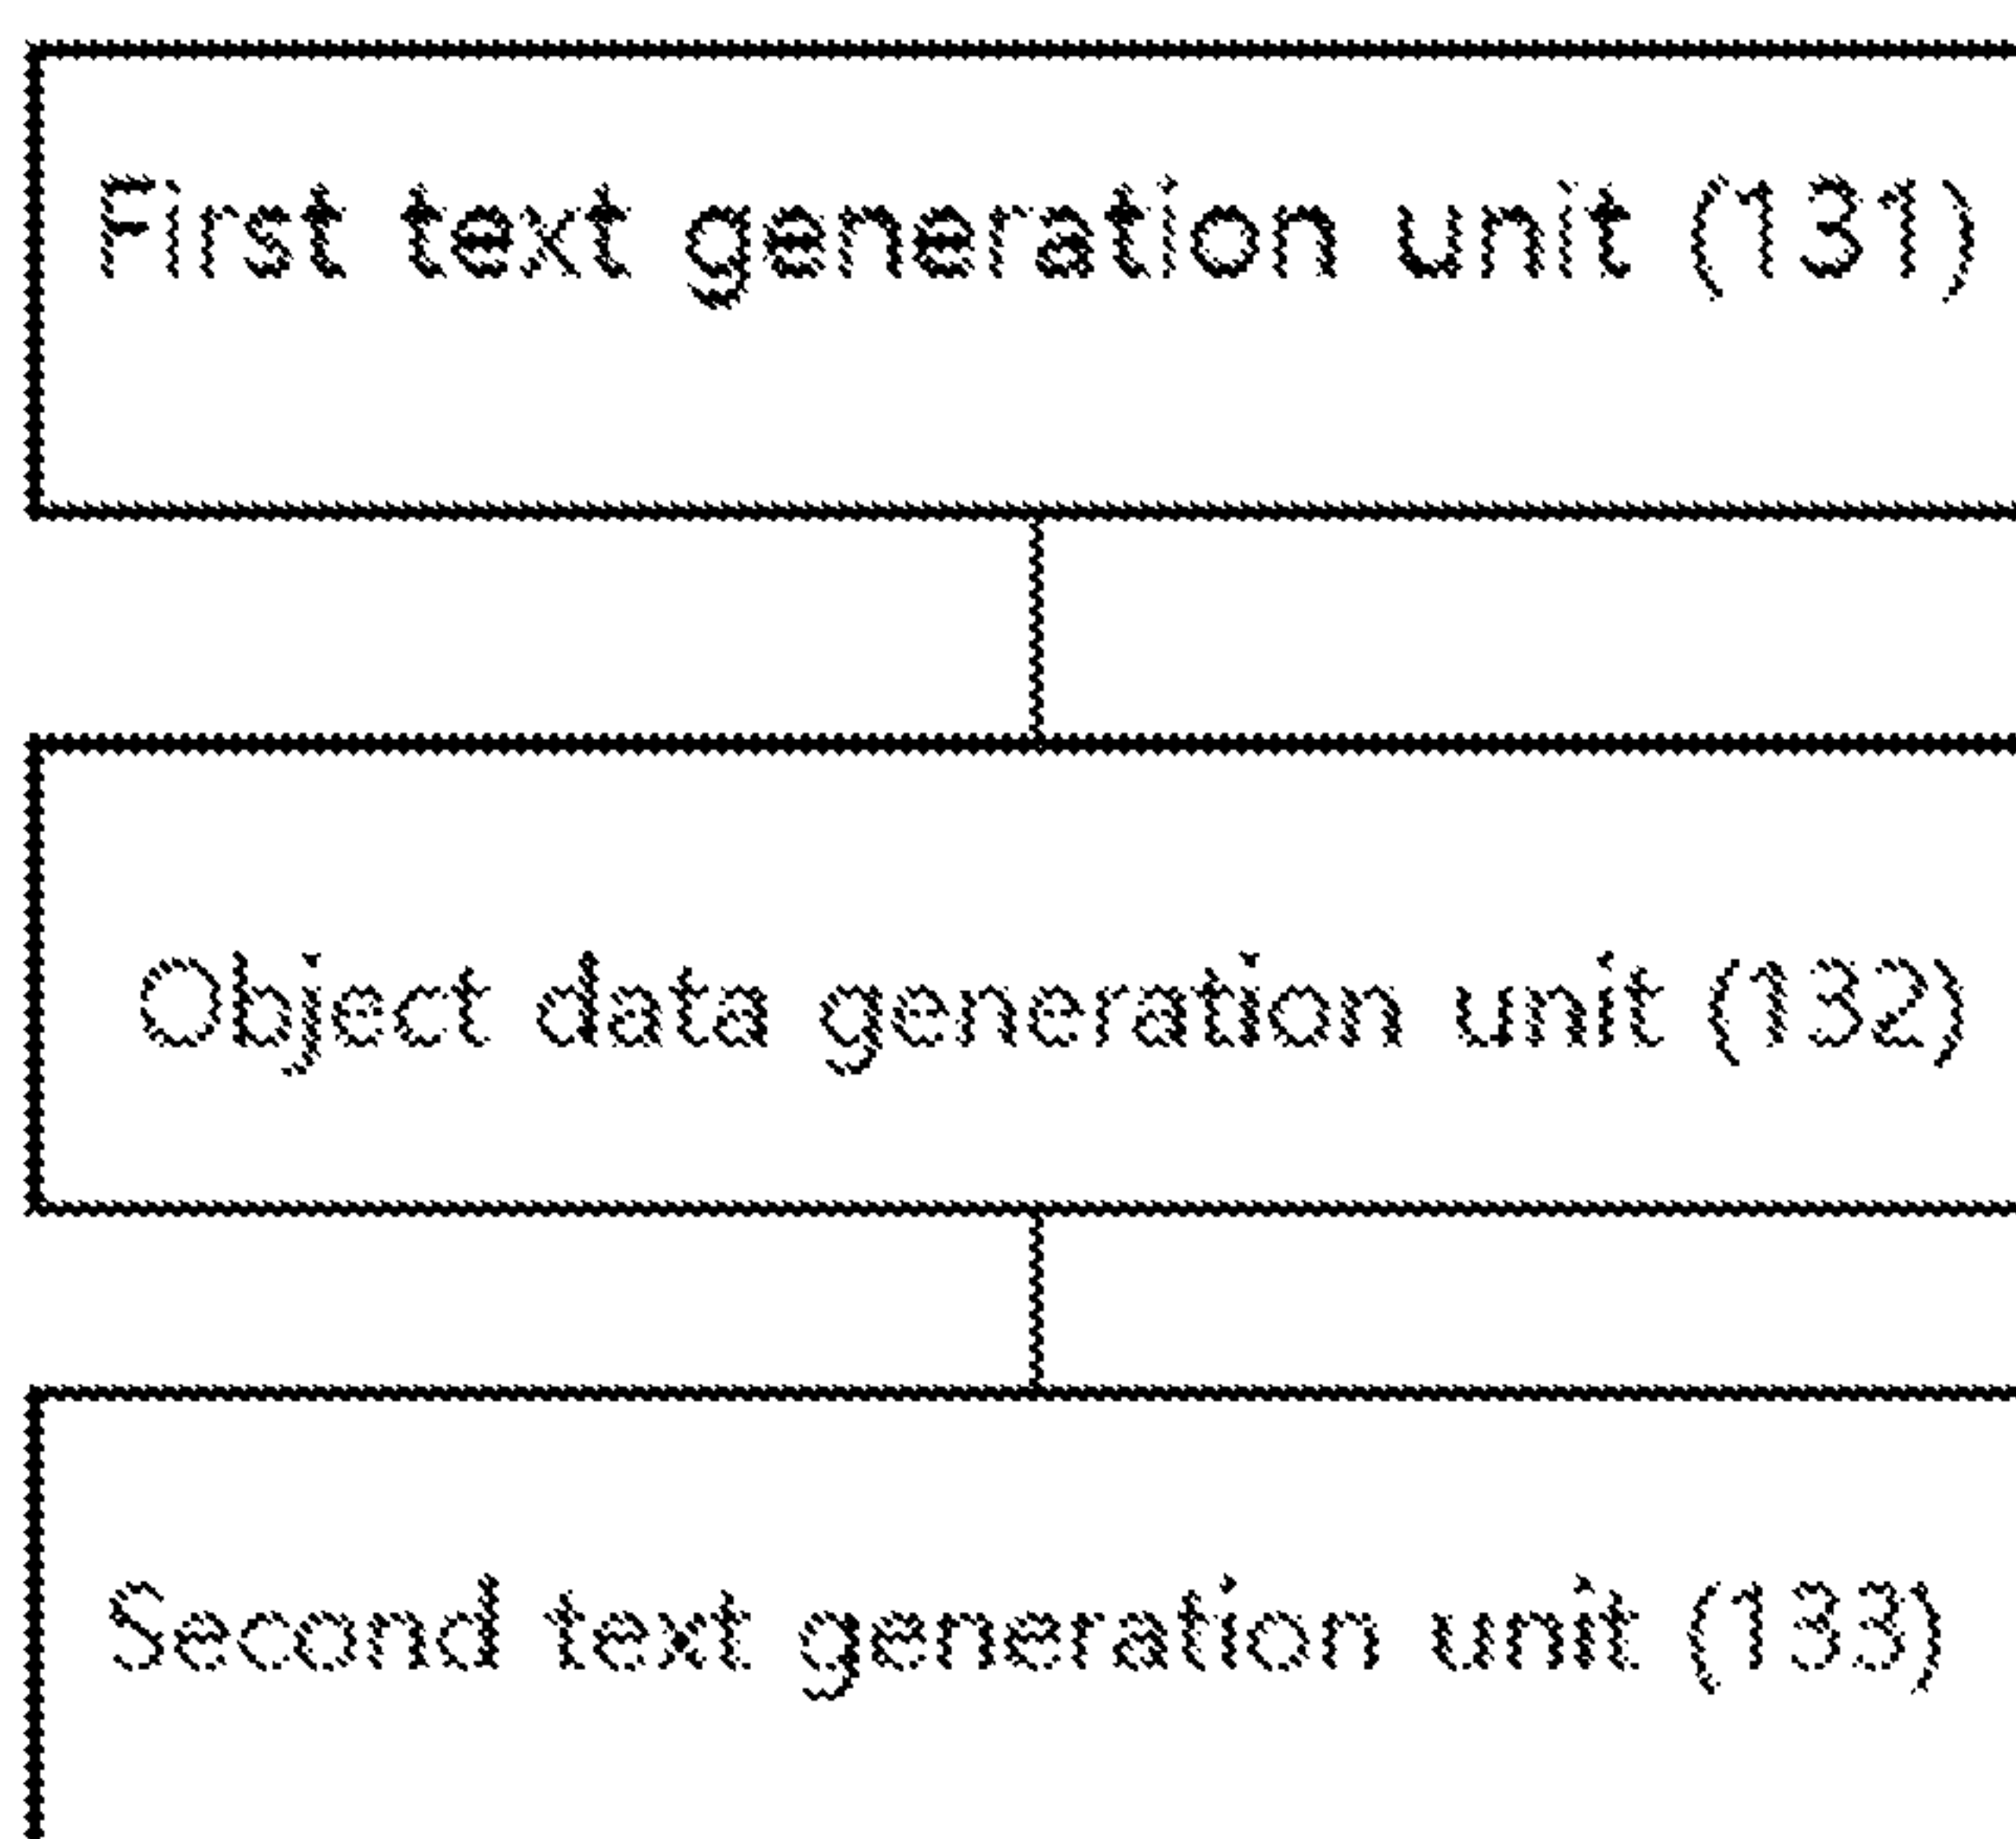 First text generation unit (131)
Object data generation unit (132)
Second text generation unit (133)